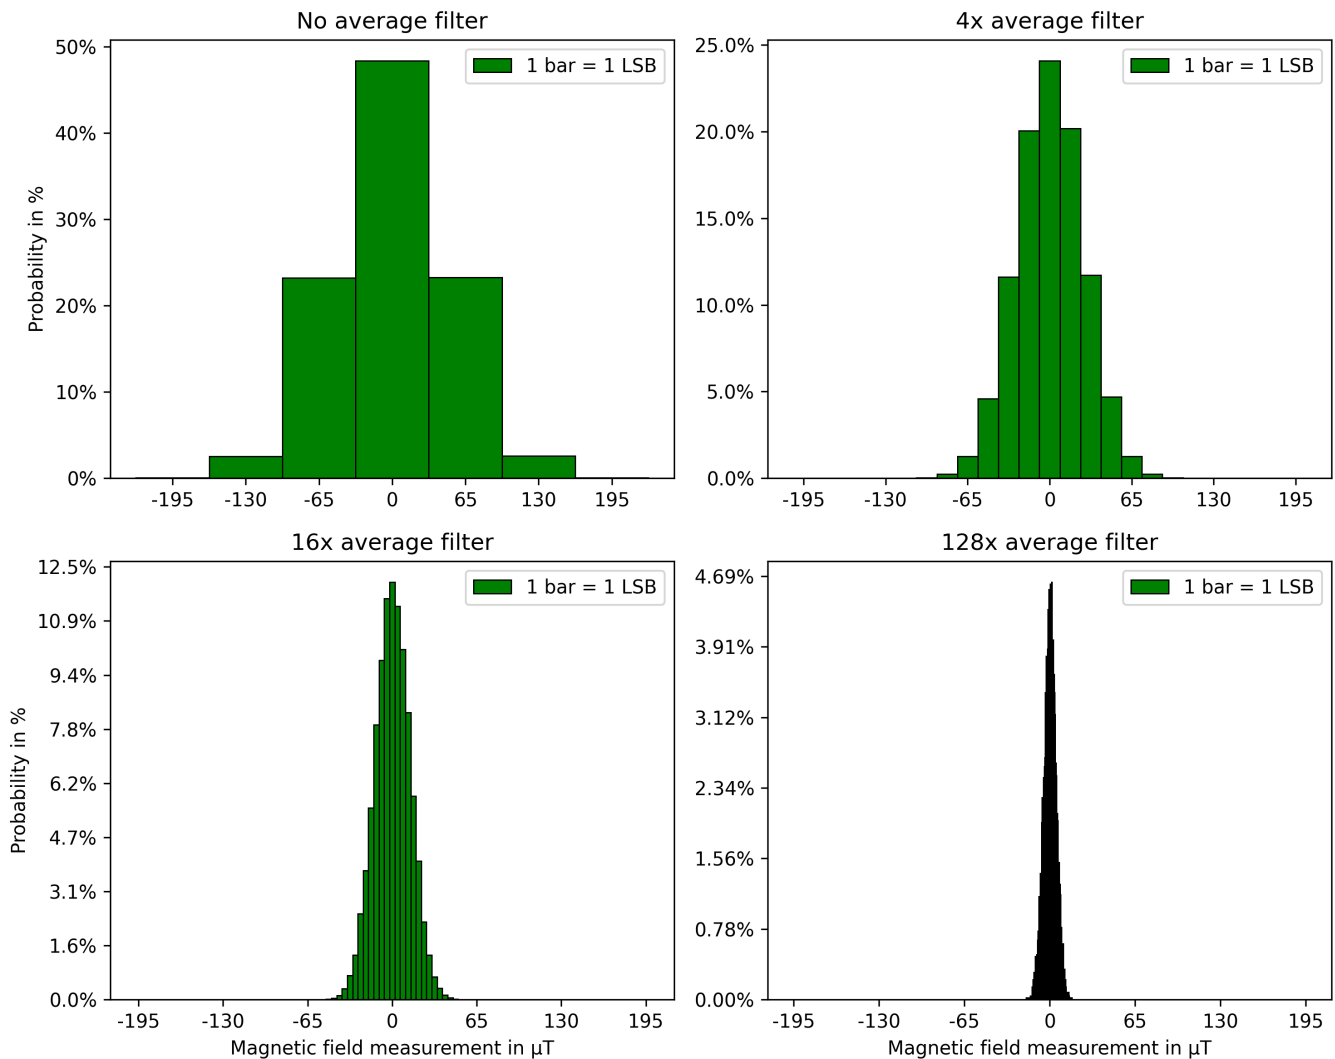 No average filter
1 bar = 1 LSB
Probability in %
50%
40%
30%
20%
10%
0%
-195 -130 -65 0 65 130 195
4x average filter
1 bar = 1 LSB
25.0%
20.0%
15.0%
10.0%
5.0%
0.0%
-195 -130 -65 0 65 130 195
16x average filter
1 bar = 1 LSB
Probability in %
12.5%
10.9%
9.4%
7.8%
6.2%
4.7%
3.1%
1.6%
0.0%
-195 -130 -65 0 65 130 195
Magnetic field measurement in µT
128x average filter
1 bar = 1 LSB
4.69%
3.91%
3.12%
2.34%
1.56%
0.78%
0.00%
-195 -130 -65 0 65 130 195
Magnetic field measurement in µT